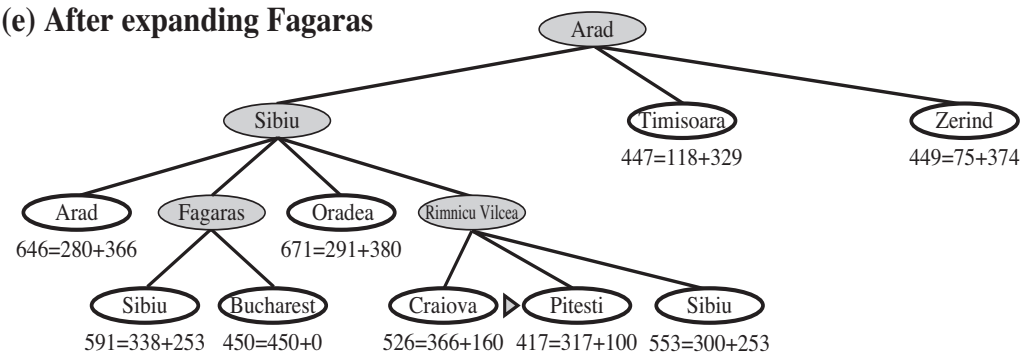 (e) After expanding Fagaras
Arad
Sibiu
Timisoara
Zerind
447=118+329
449=75+374
Arad
Fagaras
Oradea
Rimnicu Vilcea
646=280+366
671=291+380
Sibiu
Bucharest
Craiova
Pitesti
Sibiu
591=338+253
450=450+0
526=366+160
417=317+100
553=300+253